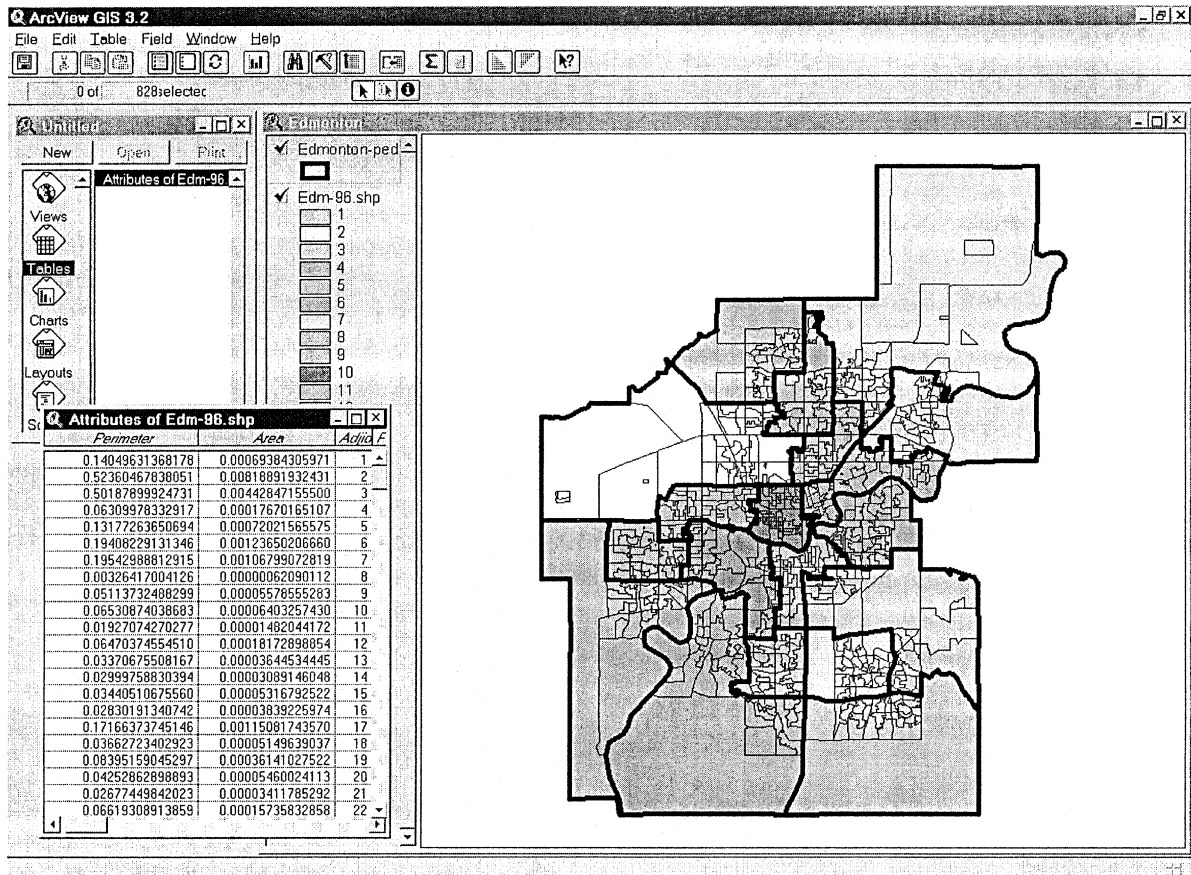 ArcView GIS 3.2
File Edit Table Field Window Help
0 of 828 selected
Untitled
New Open Print
Attributes of Edm-96
Views
Tables
Charts
Layouts
Edmonton
Edmonton-ped
Edm-96.shp
1
2
3
4
5
6
7
8
9
10
11
Attributes of Edm-96.shp
Perimeter Area Adjid
0.14049631368178 0.00069384305971 1
0.52360467838051 0.00818891932431 2
0.50187899924731 0.00442847155500 3
0.06309978332917 0.00017670165107 4
0.13177263650694 0.00072021565575 5
0.19408229131346 0.00123650206660 6
0.19542988812915 0.00106799072819 7
0.00326417004126 0.00000062090112 8
0.05113732488299 0.00005578555283 9
0.06530874038683 0.00006403257430 10
0.01927074270277 0.00001482044172 11
0.06470374554510 0.00018172898854 12
0.03370675508167 0.00003644534445 13
0.02999758830394 0.00003089146048 14
0.03440510675560 0.00005316792522 15
0.02830191340742 0.00003839225974 16
0.17166373745146 0.00115081743570 17
0.03662723402923 0.00005149639037 18
0.08395159045297 0.00036141027522 19
0.04252862898893 0.00005460024113 20
0.02677449842023 0.00003411785292 21
0.06619308913859 0.00015735832858 22